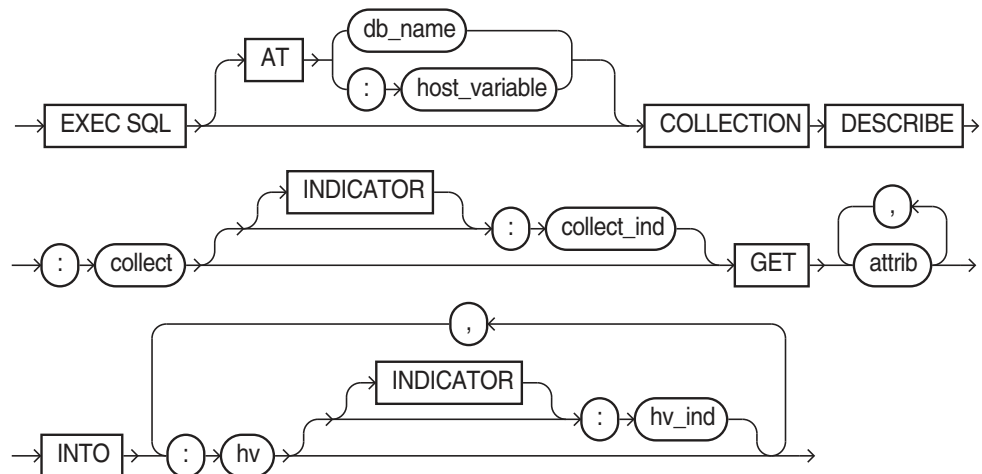 db_name
AT
: host_variable
EXEC SQL COLLECTION DESCRIBE
INDICATOR ,
: collect : collect_ind GET attrib
,
INDICATOR
INTO : hv : hv_ind